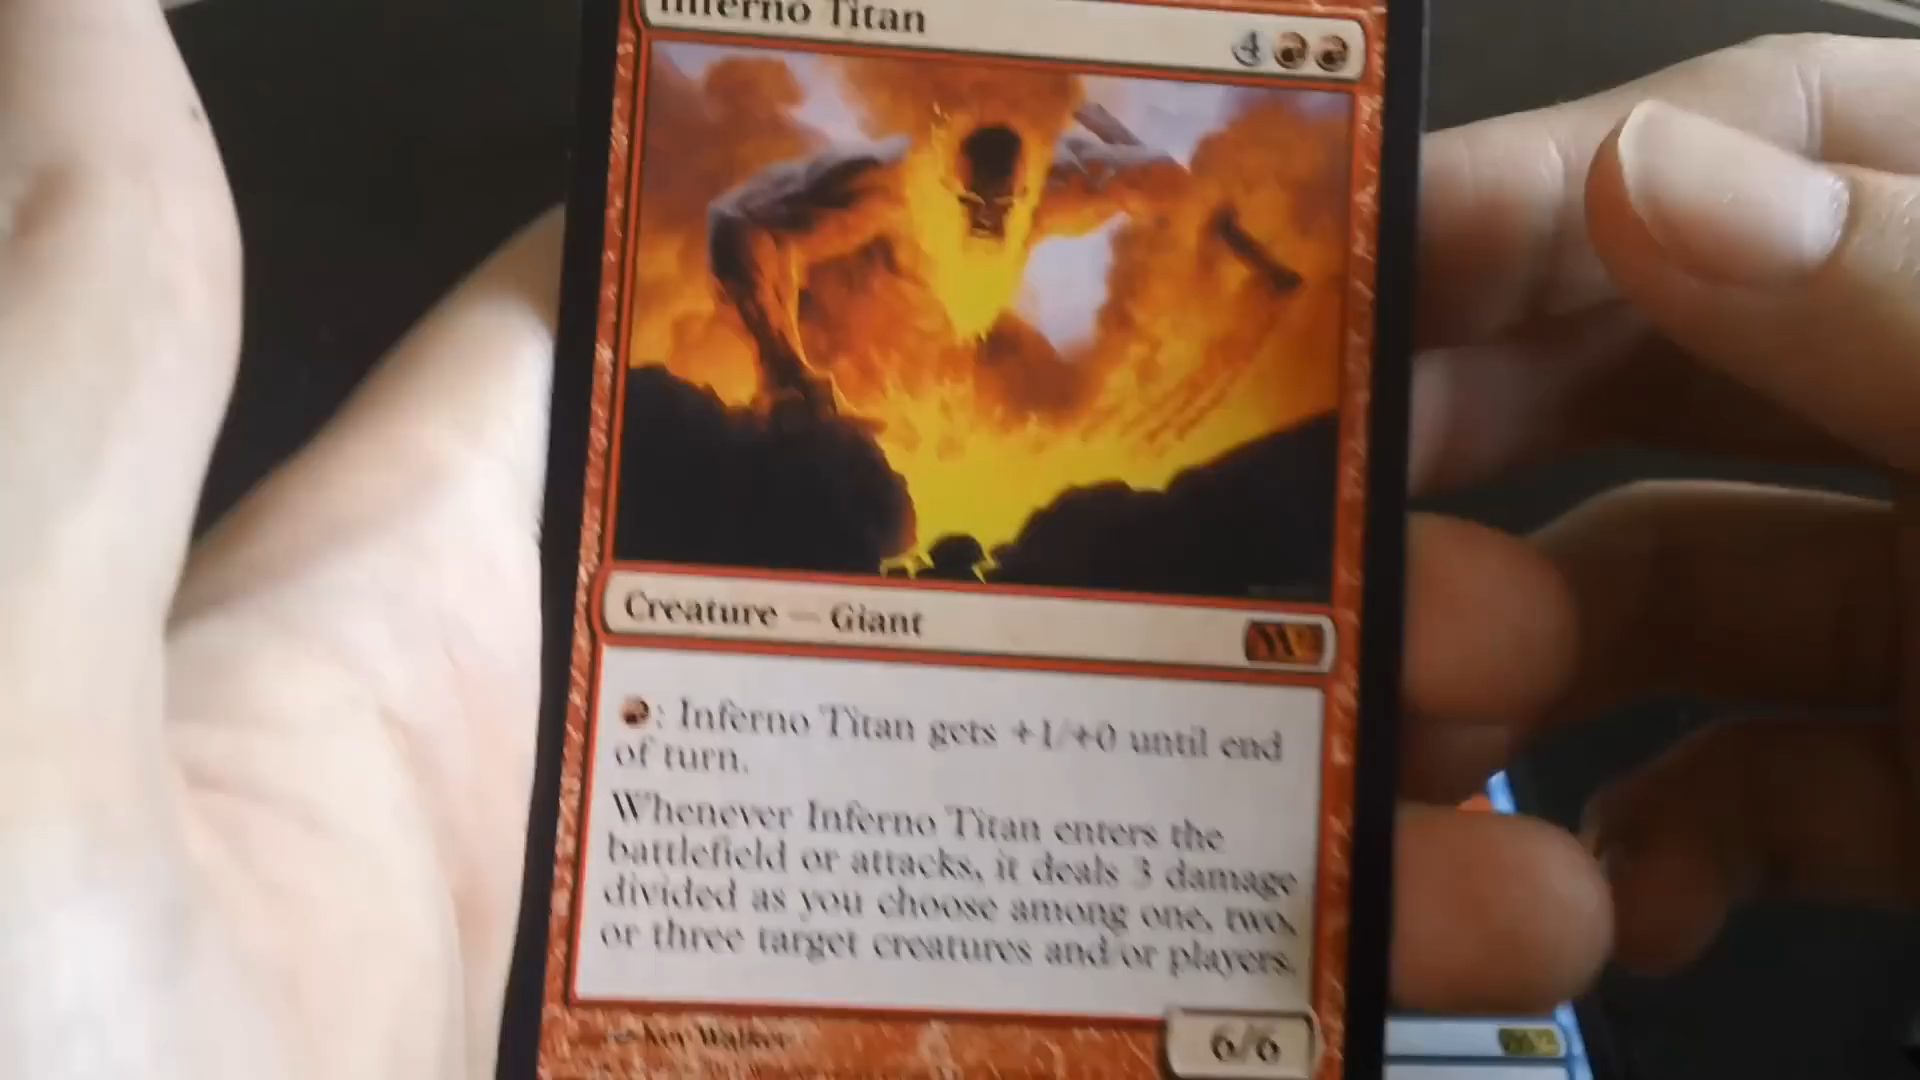 Inferno Titan
4
Creature — Giant
: Inferno Titan gets +1/+0 until end
of turn.
Whenever Inferno Titan enters the
battlefield or attacks, it deals 3 damage
divided as you choose among one, two,
or three target creatures and/or players.
Kev Walker
6/6